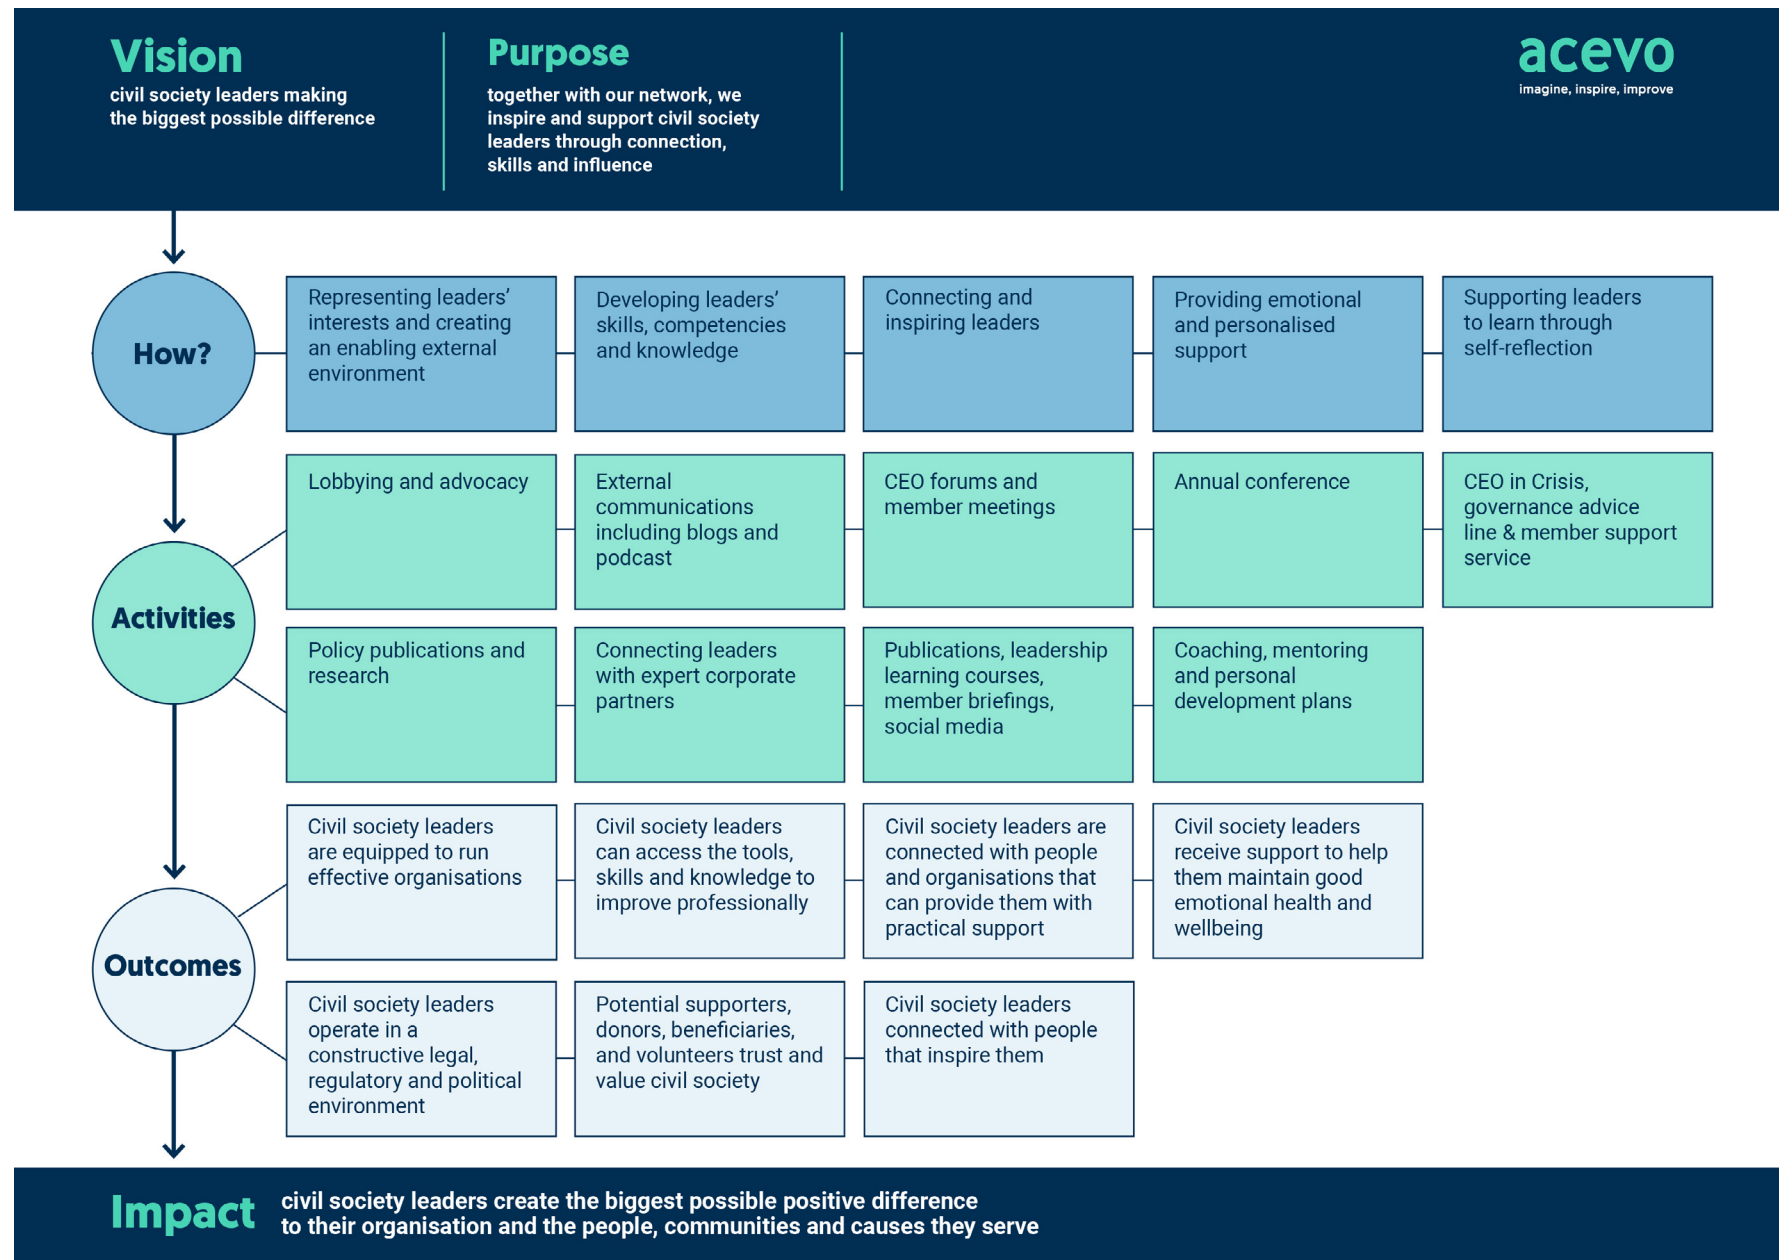 Vision
civil society leaders making
the biggest possible difference
Purpose
together with our network, we
inspire and support civil society
leaders through connection,
skills and influence
acevo
imagine, inspire, improve
How?
Representing leaders’
interests and creating
an enabling external
environment
Developing leaders’
skills, competencies
and knowledge
Connecting and
inspiring leaders
Providing emotional
and personalised
support
Supporting leaders
to learn through
self-reflection
Activities
Lobbying and advocacy
External
communications
including blogs and
podcast
CEO forums and
member meetings
Annual conference
CEO in Crisis,
governance advice
line & member support
service
Policy publications and
research
Connecting leaders
with expert corporate
partners
Publications, leadership
learning courses,
member briefings,
social media
Coaching, mentoring
and personal
development plans
Outcomes
Civil society leaders
are equipped to run
effective organisations
Civil society leaders
can access the tools,
skills and knowledge to
improve professionally
Civil society leaders are
connected with people
and organisations that
can provide them with
practical support
Civil society leaders
receive support to help
them maintain good
emotional health and
wellbeing
Civil society leaders
operate in a
constructive legal,
regulatory and political
environment
Potential supporters,
donors, beneficiaries,
and volunteers trust and
value civil society
Civil society leaders
connected with people
that inspire them
Impact
civil society leaders create the biggest possible positive difference
to their organisation and the people, communities and causes they serve